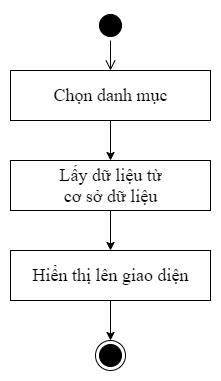 Chọn danh mục
Lấy dữ liệu từ
cơ sở dữ liệu
Hiển thị lên giao diện